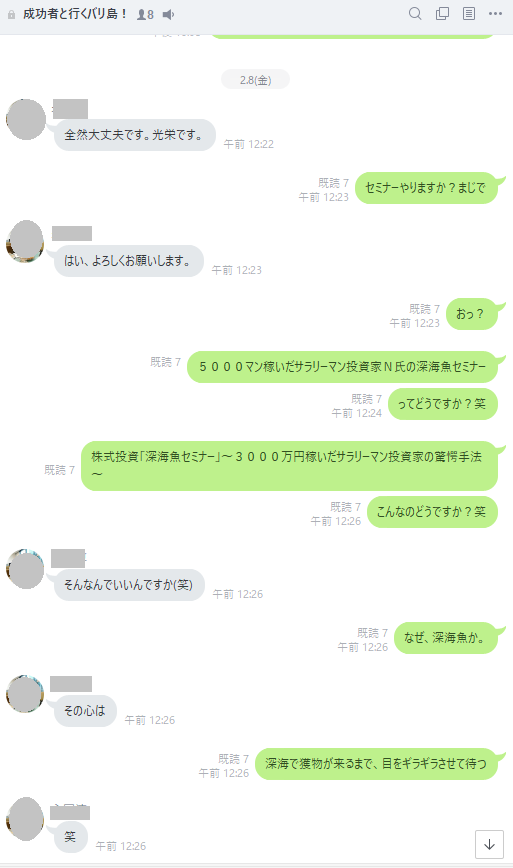 成功者と行くバリ島！ 8
2.8(金)
全然大丈夫です。光栄です。
午前 12:22
セミナーやりますか？まじで
既読 7
午前 12:23
はい、よろしくお願いします。
午前 12:23
おっ？
既読 7
午前 12:23
５０００マン稼いだサラリーマン投資家Ｎ氏の深海魚セミナー
既読 7
ってどうですか？笑
既読 7
午前 12:24
株式投資「深海魚セミナー」～３０００万円稼いだサラリーマン投資家の驚愕手法
～
既読 7
こんなのどうですか？笑
既読 7
午前 12:26
そんなんでいいんですか(笑)
午前 12:26
なぜ、深海魚か。
既読 7
午前 12:26
その心は
午前 12:26
深海で獲物が来るまで、目をギラギラさせて待つ
既読 7
午前 12:26
笑
午前 12:26